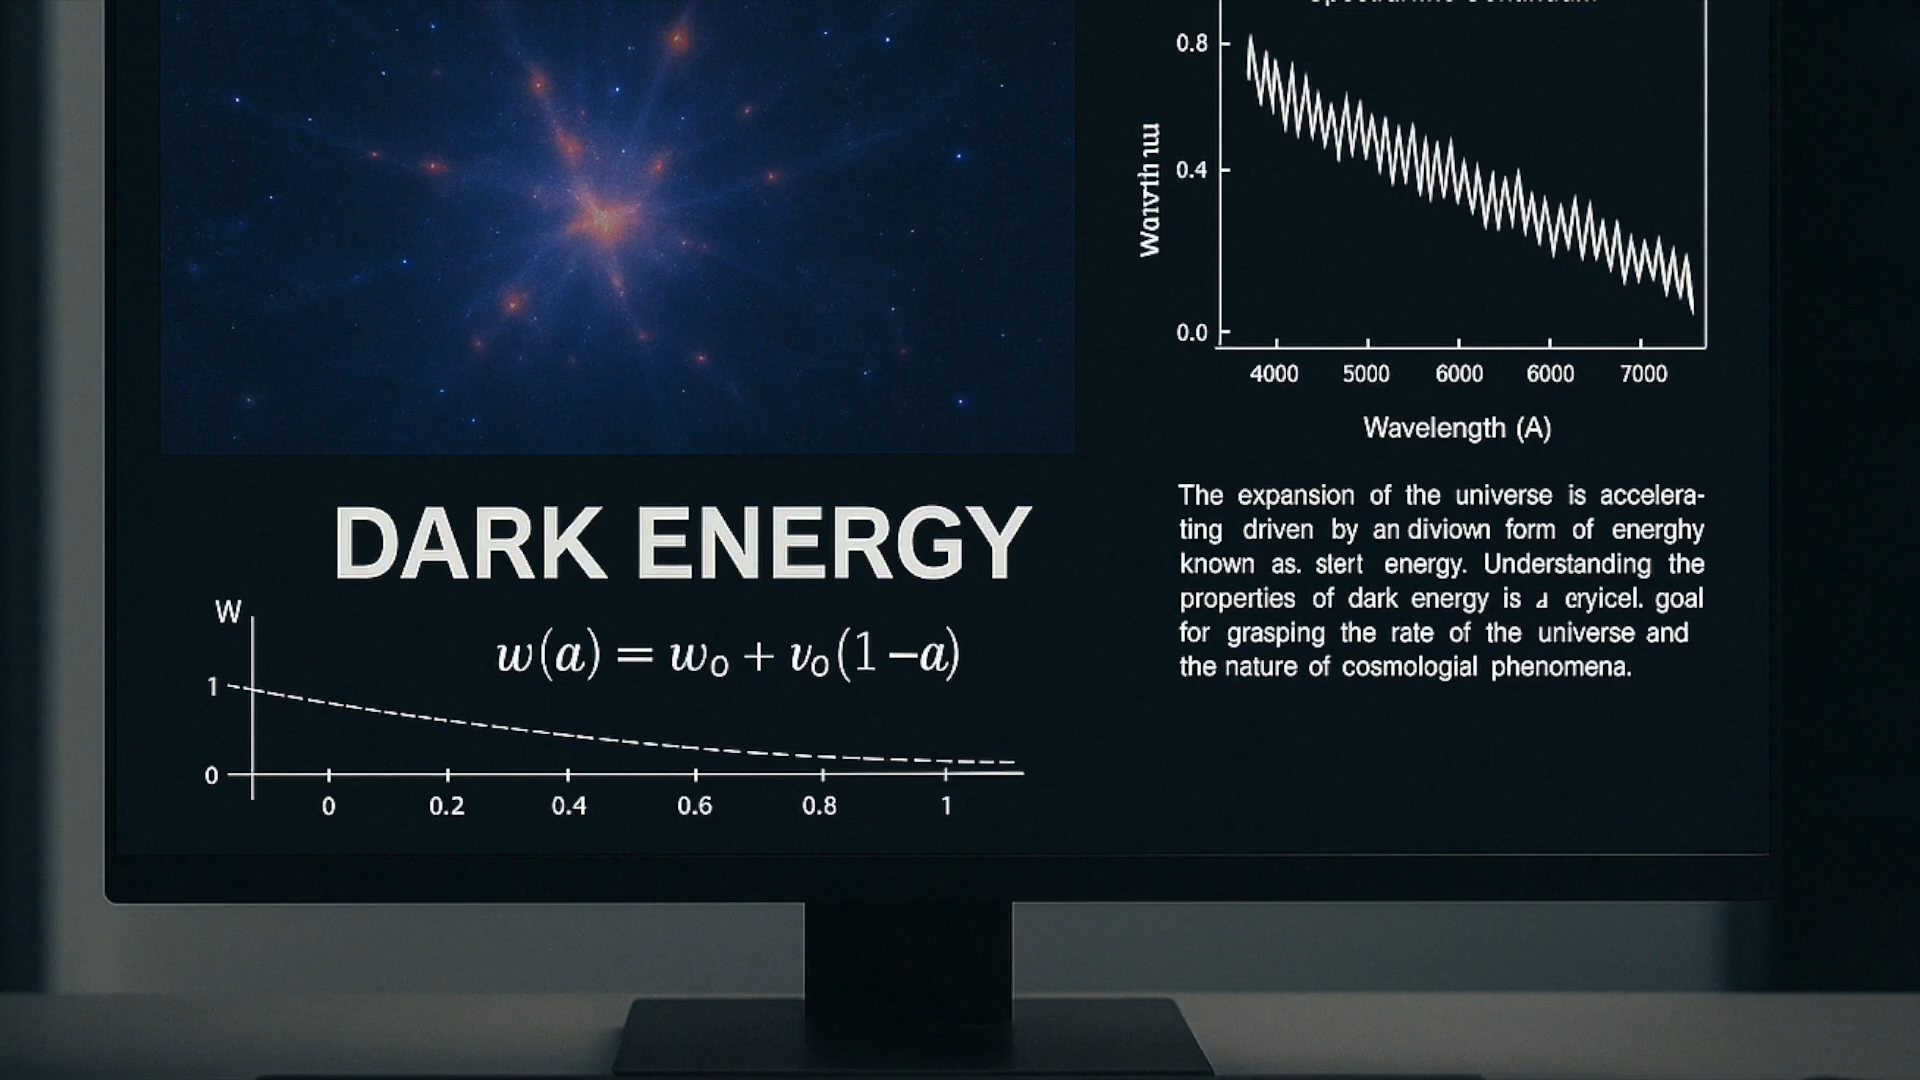 DARK ENERGY
W
w(a) = w₀ + v₀(1 – a)
1
0
0 0.2 0.4 0.6 0.8 1
0.8
0.4
0.0
4000 5000 6000 6000 7000
Wavelength (A)
The expansion of the universe is accelera-
ting driven by an diviown form of energhy
known as. slert energy. Understanding the
properties of dark energy is a cryicel. goal
for grasping the rate of the universe and
the nature of cosmologial phenomena.